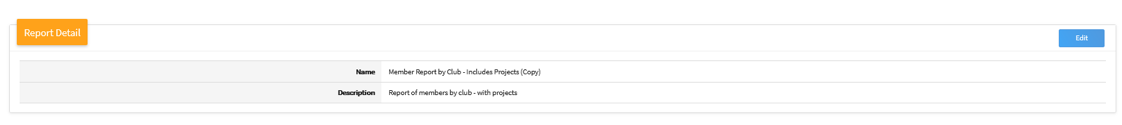 Report Detail
Edit
Name Member Report by Club - Includes Projects (Copy)
Description Report of members by club - with projects